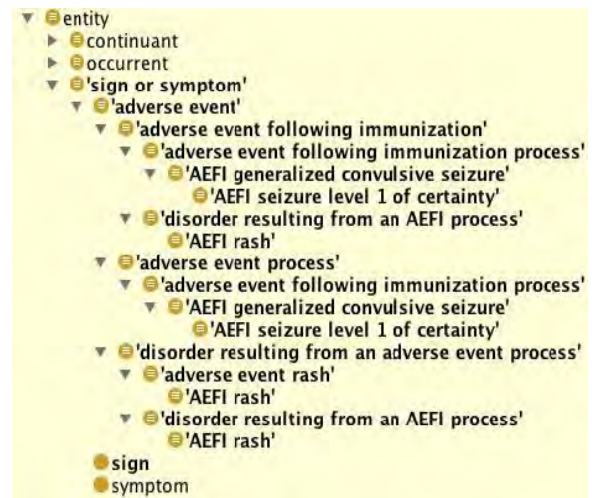 entity
continuant
occurrent
'sign or symptom'
'adverse event'
'adverse event following immunization'
'adverse event following immunization process'
'AEFI generalized convulsive seizure'
'AEFI seizure level 1 of certainty'
'disorder resulting from an AEFI process'
'AEFI rash'
'adverse event process'
'adverse event following immunization process'
'AEFI generalized convulsive seizure'
'AEFI seizure level 1 of certainty'
'disorder resulting from an adverse event process'
'adverse event rash'
'AEFI rash'
'disorder resulting from an AEFI process'
'AEFI rash'
sign
symptom